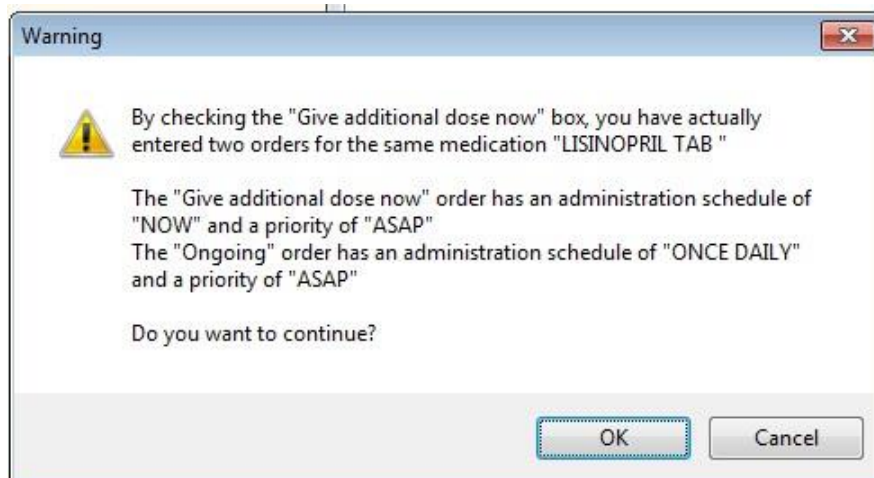 Warning
By checking the "Give additional dose now" box, you have actually
entered two orders for the same medication "LISINOPRIL TAB "
The "Give additional dose now" order has an administration schedule of
"NOW" and a priority of "ASAP"
The "Ongoing" order has an administration schedule of "ONCE DAILY"
and a priority of "ASAP"
Do you want to continue?
OK
Cancel